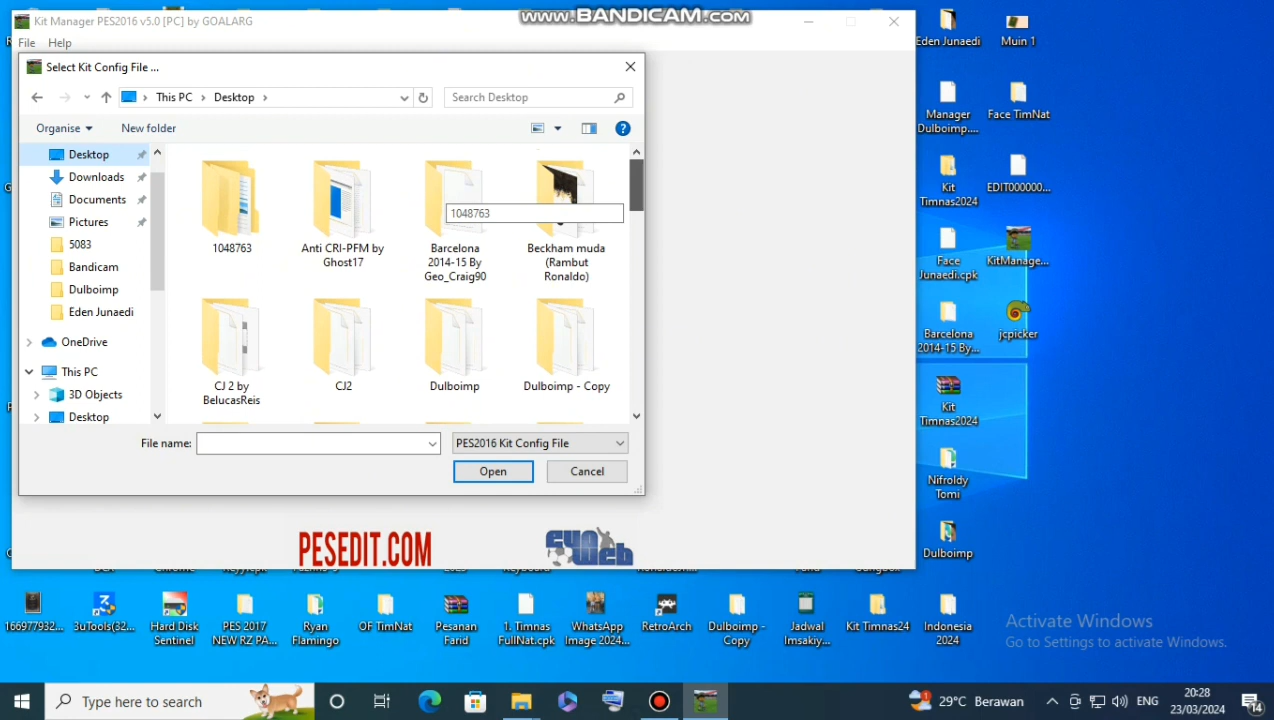 Kit Manager PES2016 v5.0 [PC] by GOALARG
www.BANDICAM.com
File Help
Select Kit Config File ...
This PC Desktop
Search Desktop
Organise New folder
Desktop
Downloads
Documents
Pictures
5083
Bandicam
Dulboimp
Eden Junaedi
OneDrive
This PC
3D Objects
Desktop
1048763
1048763
Anti CRI-PFM by
Ghost17
Barcelona
2014-15 By
Geo_Craig90
Beckham muda
(Rambut
Ronaldo)
CJ 2 by
BelucasReis
CJ2
Dulboimp
Dulboimp - Copy
File name:
PES2016 Kit Config File
Open
Cancel
PESEDIT.COM
Eden Junaedi
Muin 1
Manager
Dulboimp....
Face TimNat
Kit
Timnas2024
EDIT000000...
Face
Junaedi.cpk
KitManage...
Barcelona
2014-15 By...
jcpicker
Kit
Timnas2024
Nifroldy
Tomi
Dulboimp
166977932...
3uTools(32...
Hard Disk
Sentinel
PES 2017
NEW RZ PA...
Ryan
Flamingo
OF TimNat
Pesanan
Farid
1. Timnas
FullNat.cpk
WhatsApp
Image 2024...
RetroArch
Dulboimp -
Copy
Jadwal
Imsakiy...
Kit Timnas24
Indonesia
2024
Activate Windows
Go to Settings to activate Windows.
Type here to search
1
29°C Berawan
ENG
20:28
23/03/2024
14